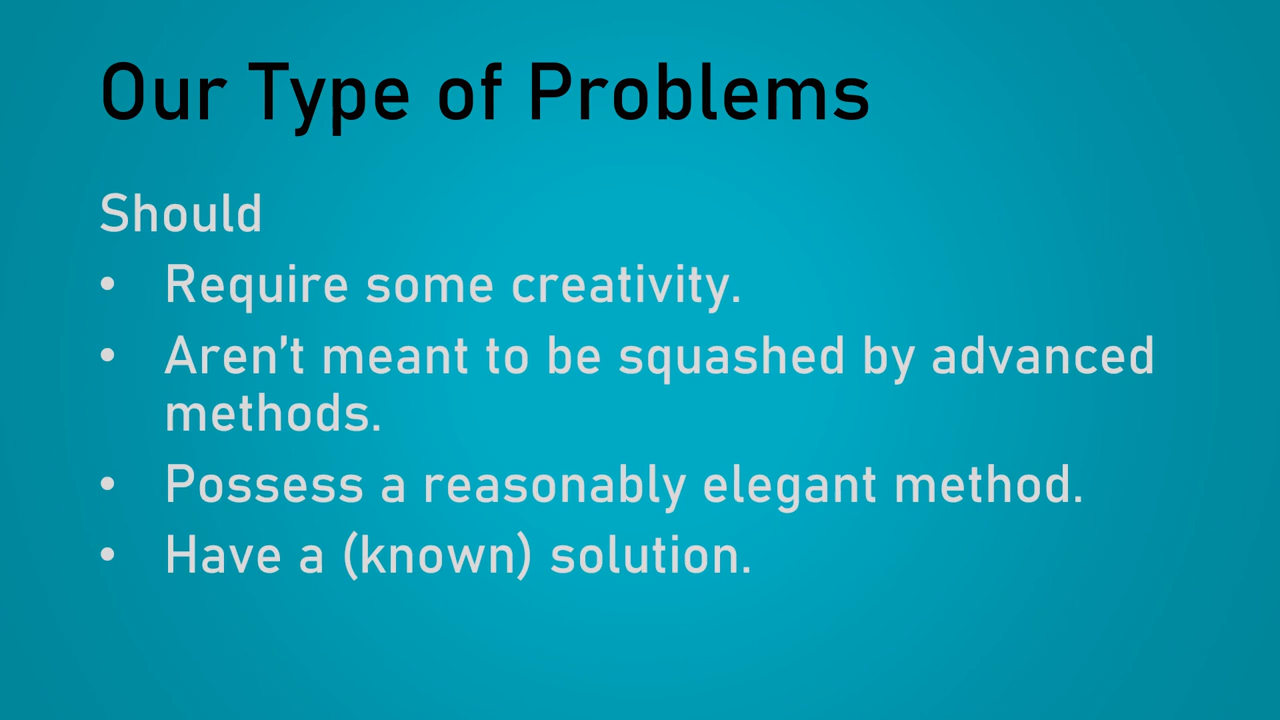 Our Type of Problems
Should
• Require some creativity.
• Aren’t meant to be squashed by advanced
methods.
• Possess a reasonably elegant method.
• Have a (known) solution.